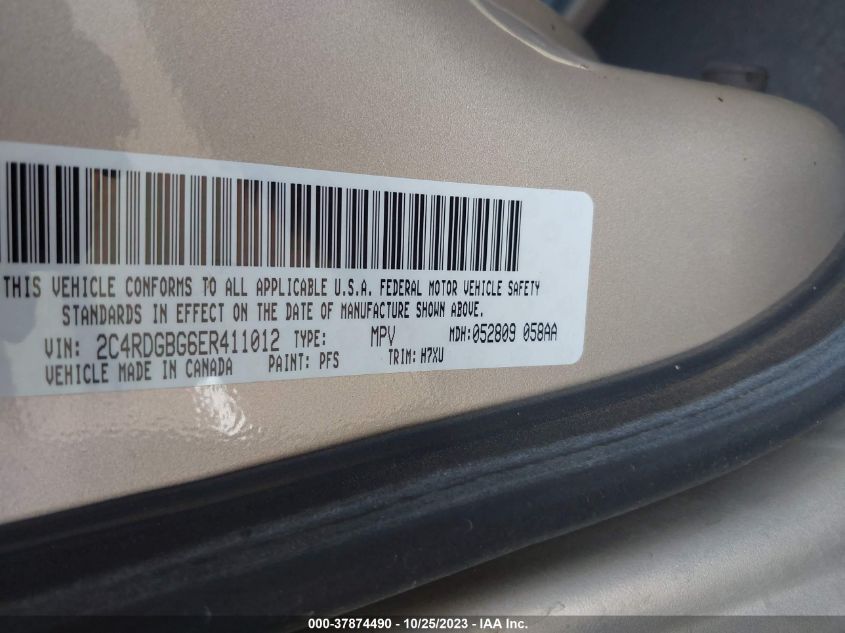 THIS VEHICLE CONFORMS TO ALL APPLICABLE U.S.A. FEDERAL MOTOR VEHICLE SAFETY
STANDARDS IN EFFECT ON THE DATE OF MANUFACTURE SHOWN ABOVE.
VIN: 2C4RDGBG6ER411012 TYPE: MPV MDH:052809 058AA
VEHICLE MADE IN CANADA PAINT: PFS TRIM: H7XU
000-37874490 - 10/25/2023 - IAA Inc.